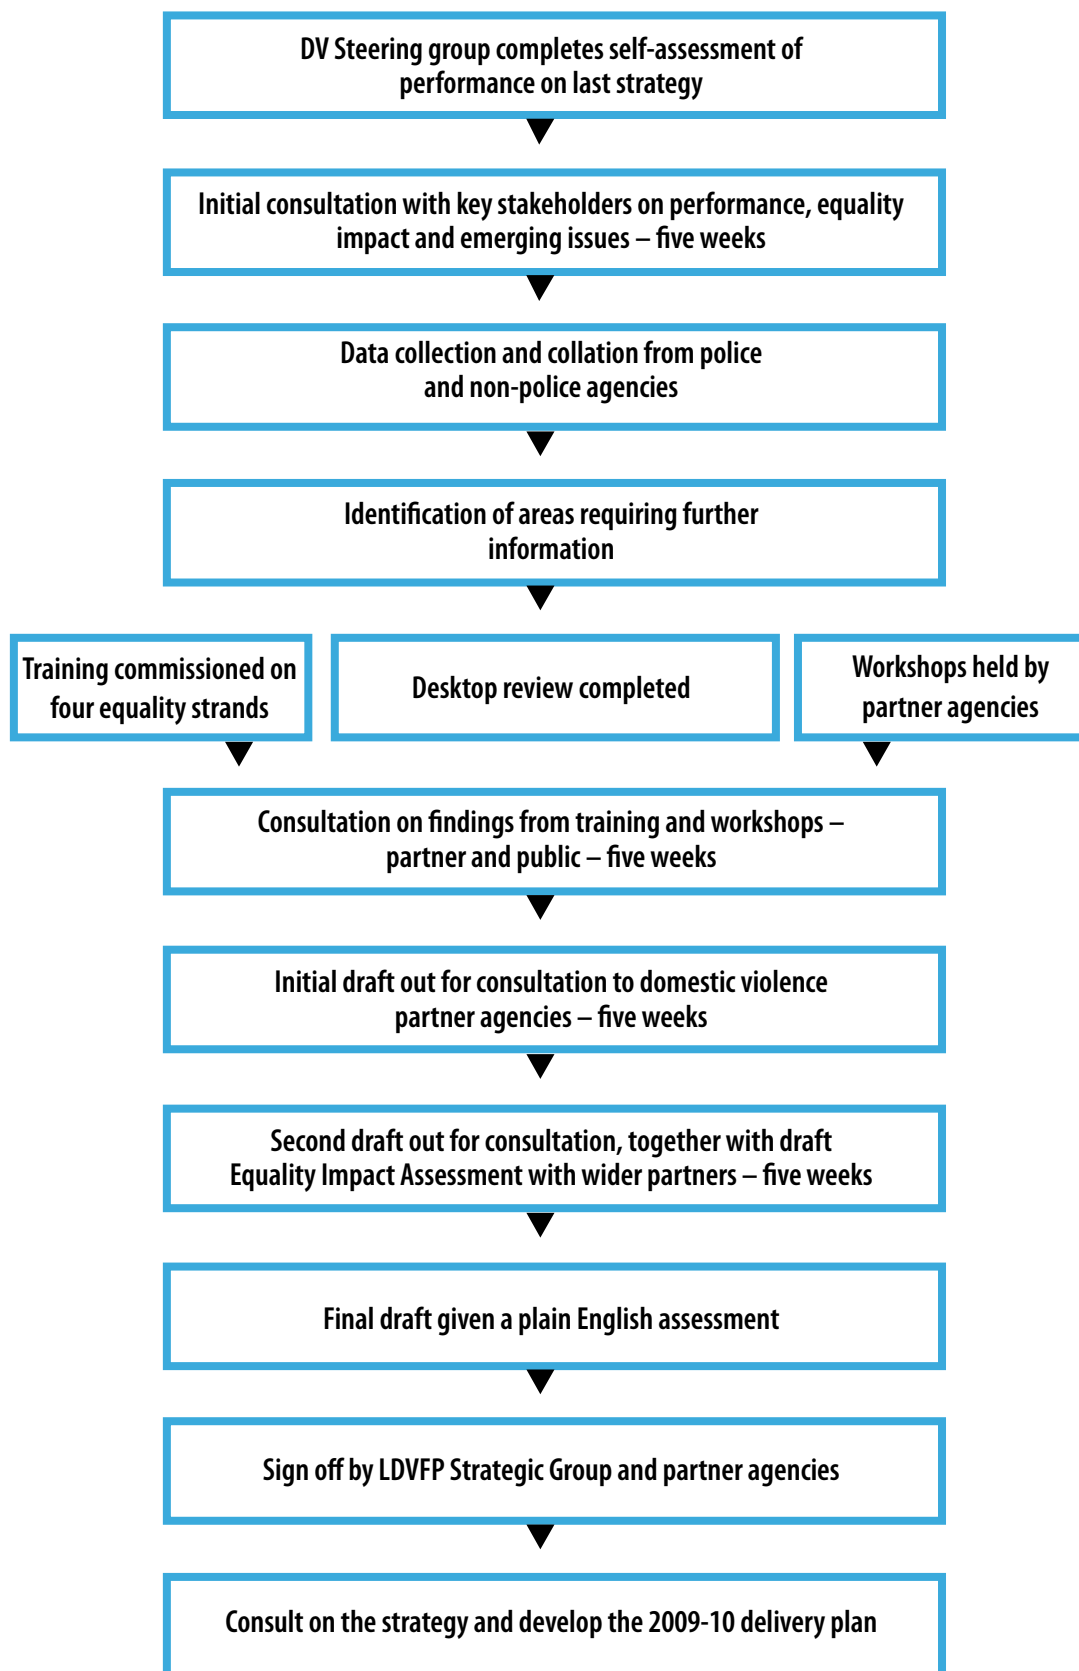 DV Steering group completes self-assessment of
performance on last strategy
Initial consultation with key stakeholders on performance, equality
impact and emerging issues – five weeks
Data collection and collation from police
and non-police agencies
Identification of areas requiring further
information
Training commissioned on
four equality strands
Desktop review completed
Workshops held by
partner agencies
Consultation on findings from training and workshops –
partner and public – five weeks
Initial draft out for consultation to domestic violence
partner agencies – five weeks
Second draft out for consultation, together with draft
Equality Impact Assessment with wider partners – five weeks
Final draft given a plain English assessment
Sign off by LDVFP Strategic Group and partner agencies
Consult on the strategy and develop the 2009-10 delivery plan